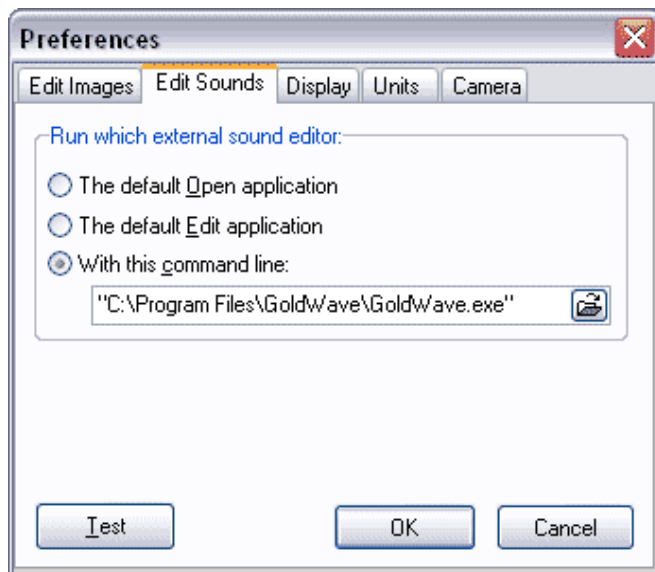 Preferences
Edit Images Edit Sounds Display Units Camera
Run which external sound editor:
The default Open application
The default Edit application
With this command line:
"C:\Program Files\GoldWave\GoldWave.exe"
Test OK Cancel